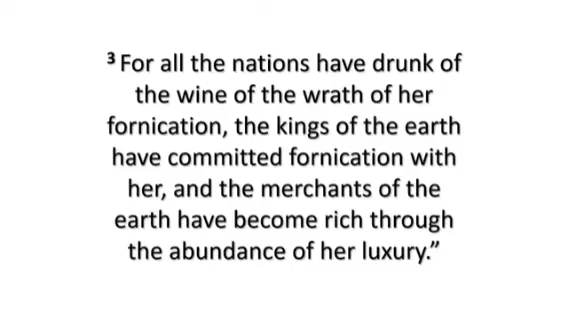 3 For all the nations have drunk of
the wine of the wrath of her
fornication, the kings of the earth
have committed fornication with
her, and the merchants of the
earth have become rich through
the abundance of her luxury.”